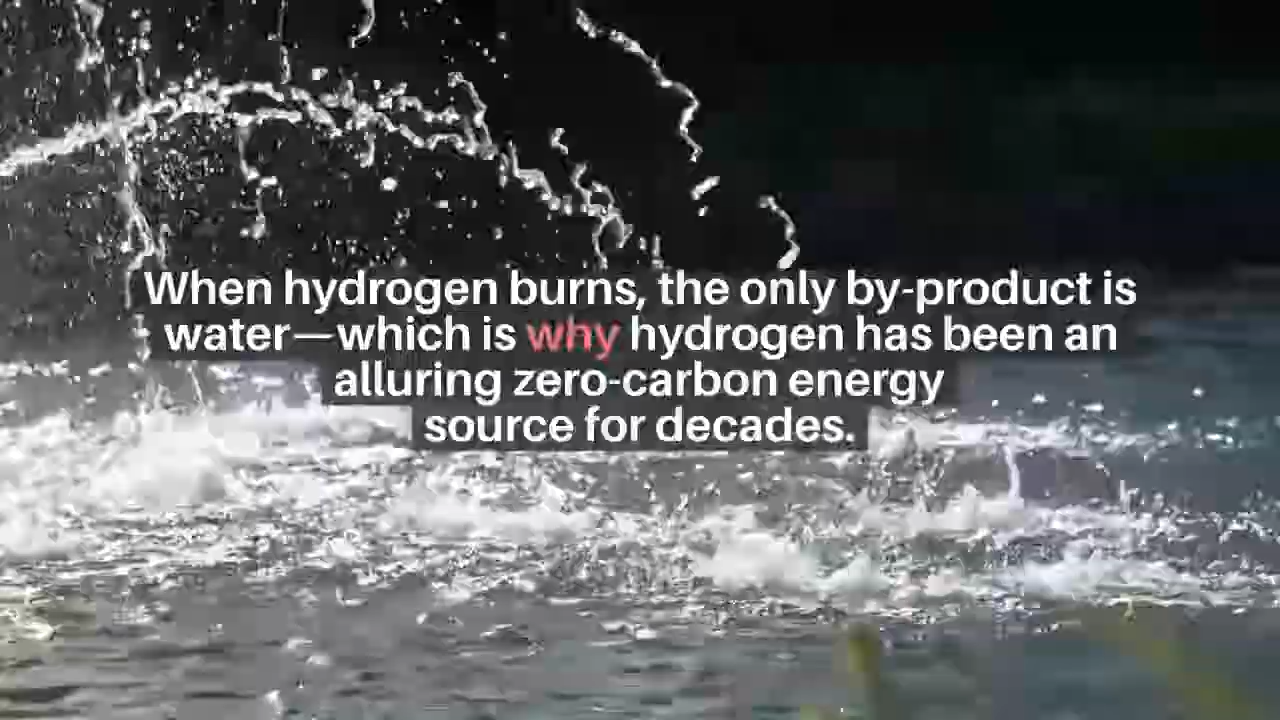 When hydrogen burns, the only by-product is
water—which is why hydrogen has been an
alluring zero-carbon energy
source for decades.